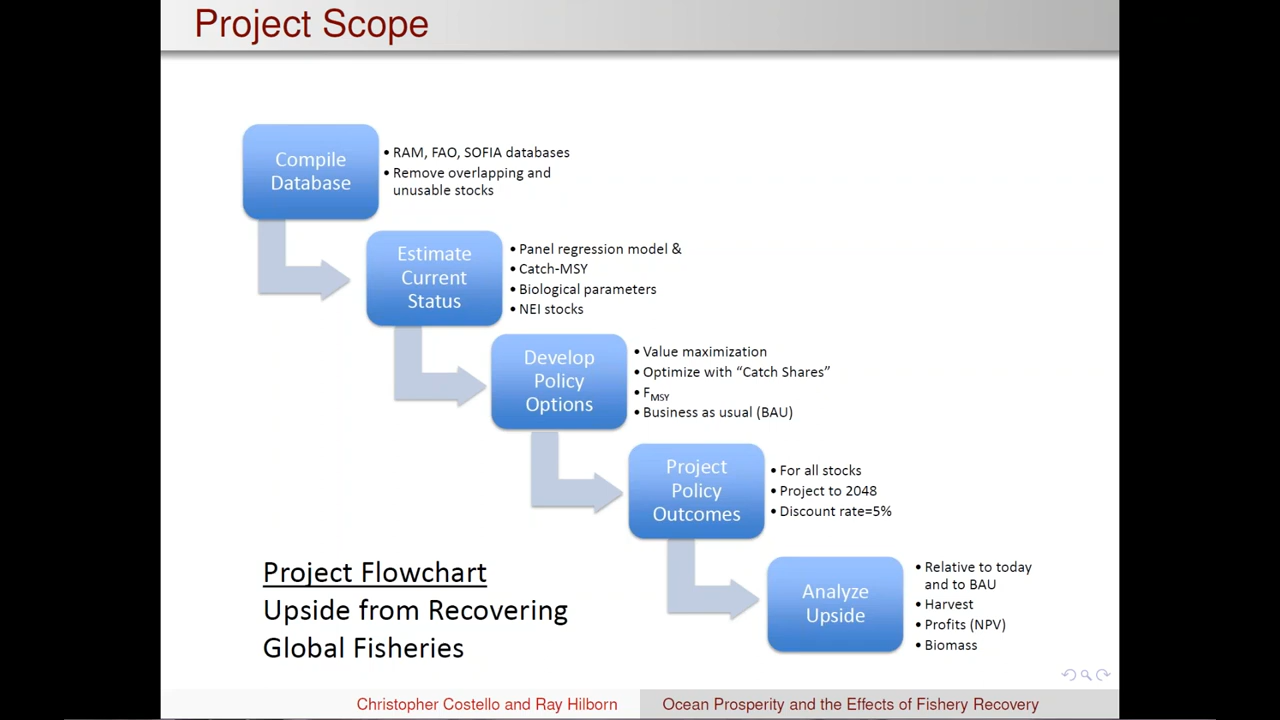 Project Scope
Compile
Database
• RAM, FAO, SOFIA databases
• Remove overlapping and
unusable stocks
Estimate
Current
Status
• Panel regression model &
• Catch-MSY
• Biological parameters
• NEI stocks
Develop
Policy
Options
• Value maximization
• Optimize with “Catch Shares”
• FMSY
• Business as usual (BAU)
Project
Policy
Outcomes
• For all stocks
• Project to 2048
• Discount rate=5%
Analyze
Upside
• Relative to today
and to BAU
• Harvest
• Profits (NPV)
• Biomass
Project Flowchart
Upside from Recovering
Global Fisheries
Christopher Costello and Ray Hilborn
Ocean Prosperity and the Effects of Fishery Recovery